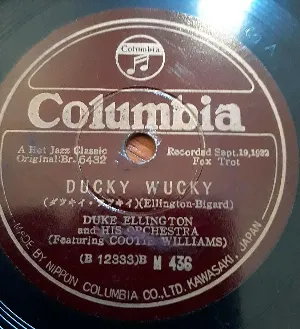 Columbia
Columbia
A Hot Jazz Classic
Original:Br. 6432
Recorded Sept.19,1932
Fox Trot
DUCKY WUCKY
(ダツキイ・ワツキイ)(Ellington-Bigard)
DUKE ELLINGTON
and HIS ORCHESTRA
(Featuring COOTIE WILLIAMS)
(B 12333)B M 436
MADE BY NIPPON COLUMBIA CO., LTD. KAWASAKI, JAPAN